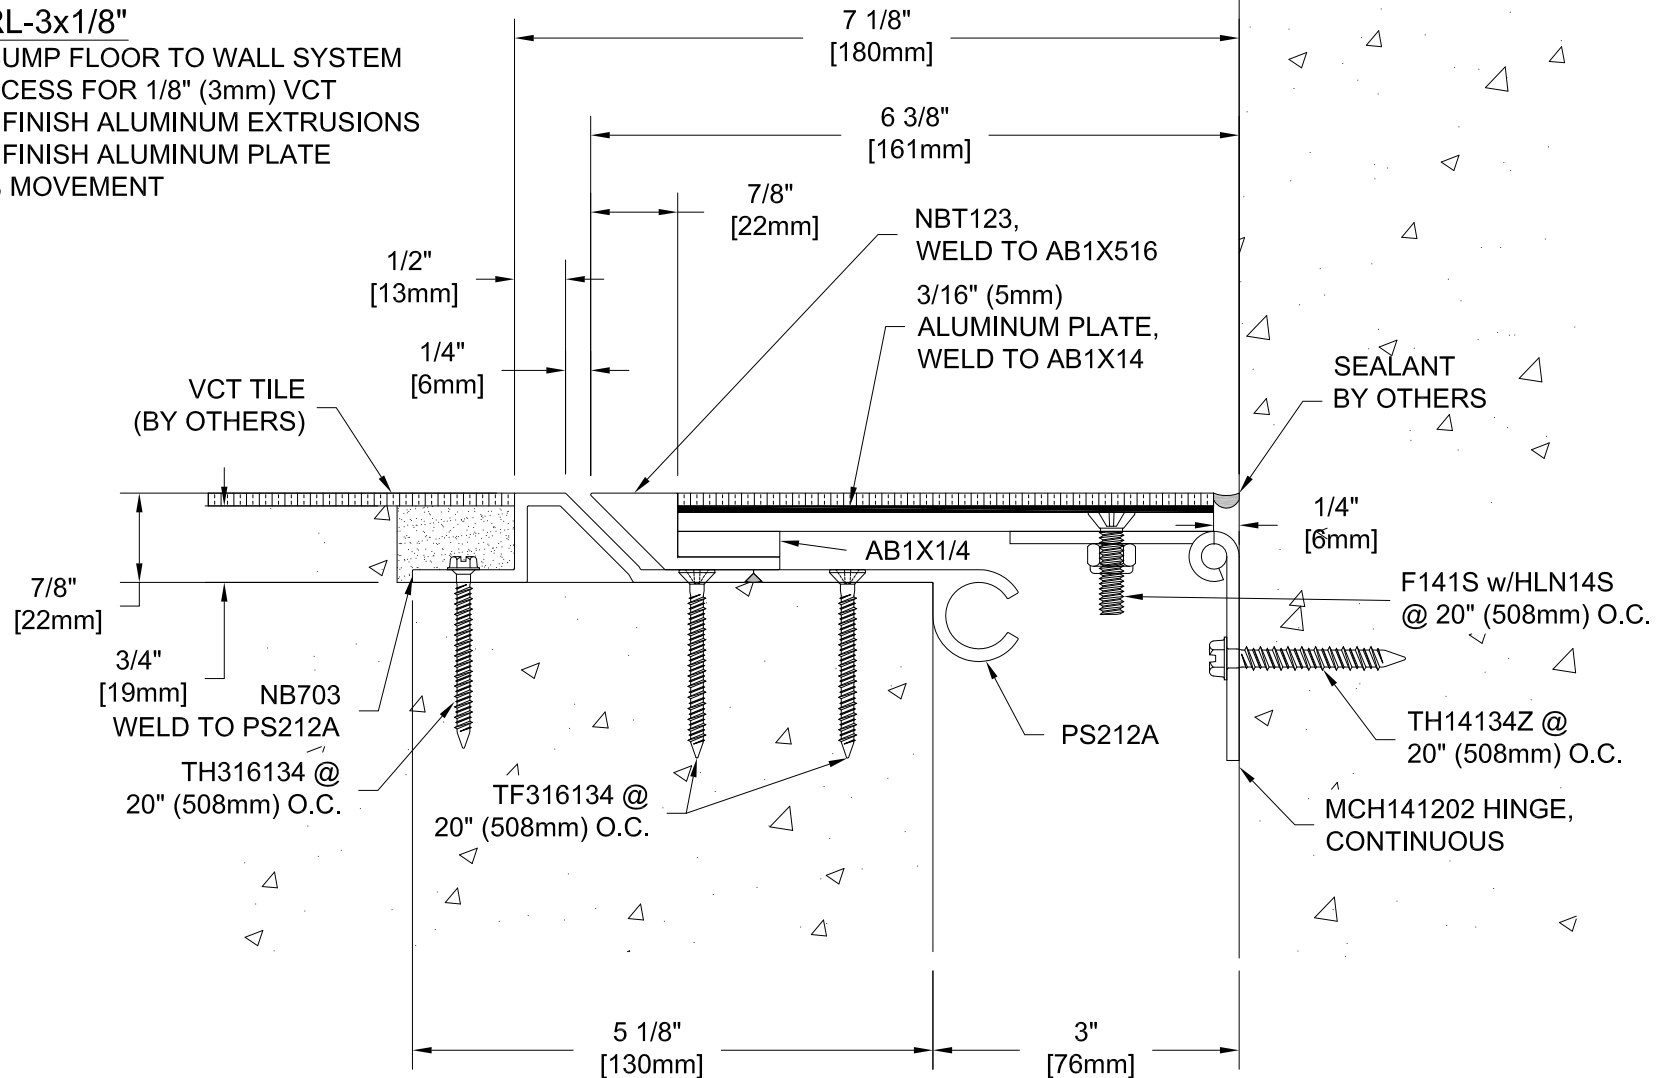 RL-3x1/8"
UMP FLOOR TO WALL SYSTEM
CESS FOR 1/8" (3mm) VCT
FINISH ALUMINUM EXTRUSIONS
FINISH ALUMINUM PLATE
MOVEMENT
7 1/8"
[180mm]
6 3/8"
[161mm]
7/8"
[22mm]
NBT123,
WELD TO AB1X516
1/2"
[13mm]
3/16" (5mm)
ALUMINUM PLATE,
WELD TO AB1X14
1/4"
[6mm]
VCT TILE
(BY OTHERS)
SEALANT
BY OTHERS
1/4"
[6mm]
AB1X1/4
7/8"
[22mm]
F141S w/HLN14S
@ 20" (508mm) O.C.
3/4"
[19mm]
NB703
WELD TO PS212A
TH316134 @
20" (508mm) O.C.
TF316134 @
20" (508mm) O.C.
PS212A
TH14134Z @
20" (508mm) O.C.
MCH141202 HINGE,
CONTINUOUS
5 1/8"
[130mm]
3"
[76mm]